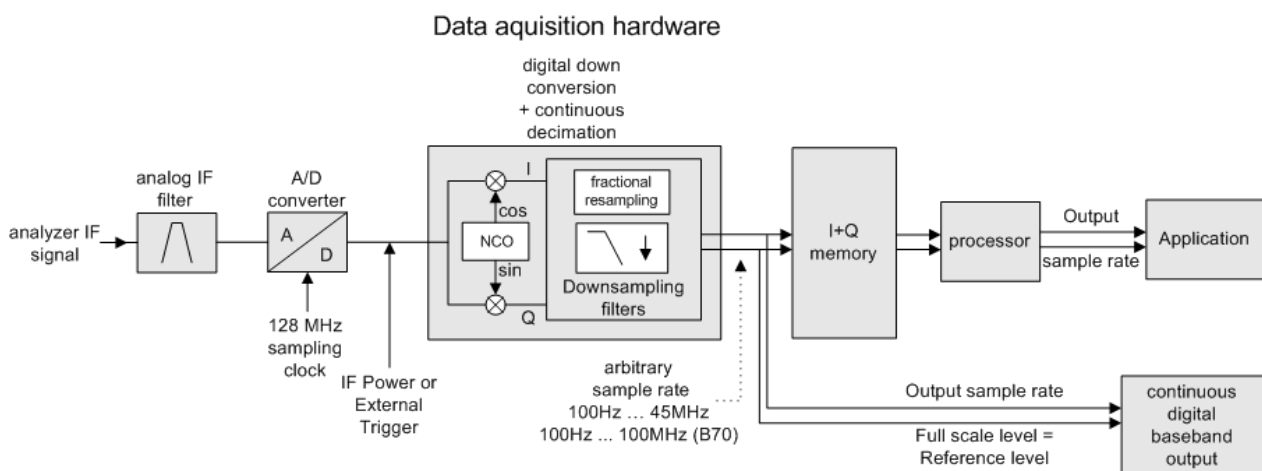 Data aquisition hardware
digital down
conversion
+ continuous
decimation
analog IF
filter
A/D
converter
analyzer IF
signal
A
D
128 MHz
sampling
clock
IF Power or
External
Trigger
I
cos
NCO
sin
Q
fractional
resampling
Downsampling
filters
arbitrary
sample rate
100Hz ... 45MHz
100Hz ... 100MHz (B70)
I+Q
memory
processor
Output
sample rate
Application
Output sample rate
Full scale level =
Reference level
continuous
digital
baseband
output